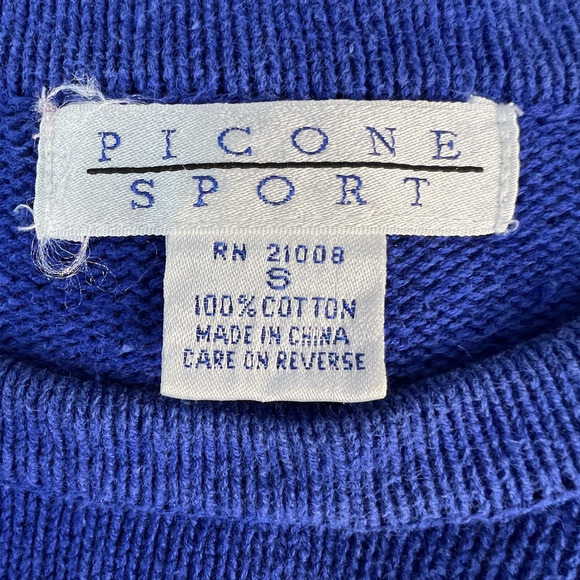 PICONE
SPORT
RN 21008
S
100% COTTON
MADE IN CHINA
CARE ON REVERSE